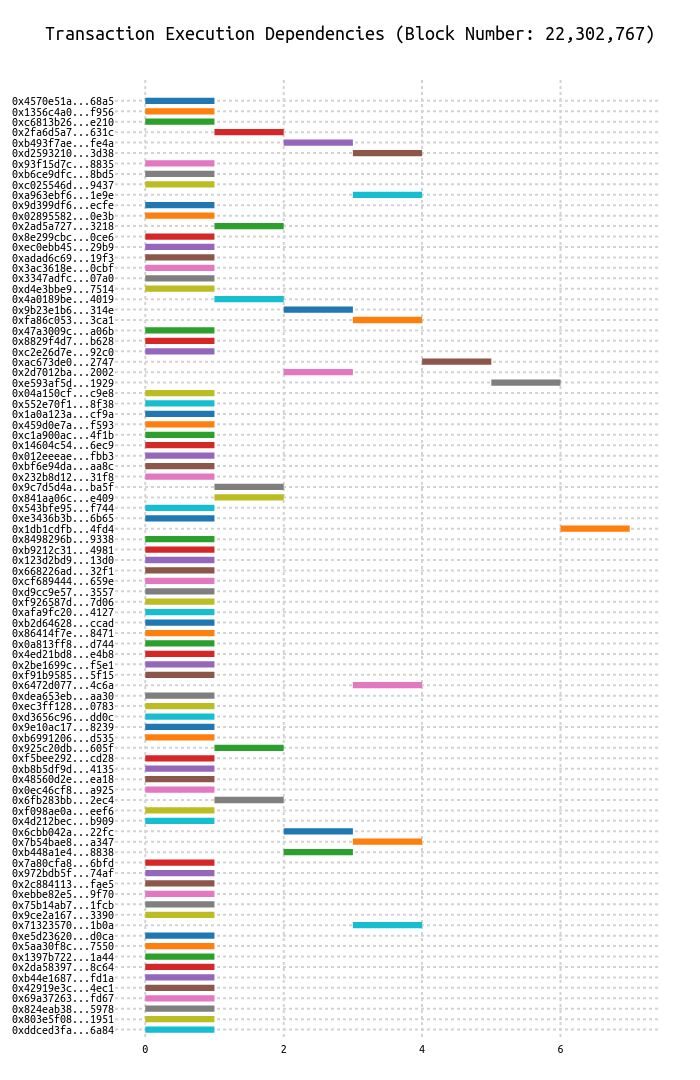 Transaction Execution Dependencies (Block Number: 22,302,767)
0x4570e51a...68a5
0x1356c4a0...f956
0xc6813b26...e210
0x2fa6d5a7...631c
0xb493f7ae...fe4a
0xd2593210...3d38
0x93f15d7c...8835
0xb6ce9dfc...8bd5
0xc025546d...9437
0xa963ebf6...1e9e
0x9d399df6...ecfe
0x02895582...0e3b
0x2ad5a727...3218
0x8e299cbc...0ce6
0xec0ebb45...29b9
0xadad6c69...19f3
0x3ac3618e...0cbf
0x3347adfc...07a0
0xd4e3bbe9...7514
0x4a0189be...4019
0x9b23e1b6...314e
0xfa86c053...3ca1
0x47a3009c...a06b
0x8829f4d7...b628
0xc2e26d7e...92c0
0xac673de0...2747
0x2d7012ba...2002
0xe593af5d...1929
0x04a150cf...c9e8
0x552e70f1...8f38
0x1a0a123a...cf9a
0x459d0e7a...f593
0xc1a900ac...4f1b
0x14604c54...6ec9
0x012eeeae...fbb3
0xbf6e94da...aa8c
0x232b8d12...31f8
0x9c7d5d4a...ba5f
0x841aa06c...e409
0x543bfe95...f744
0xe3436b3b...6b65
0x1db1cdfb...4fd4
0x8498296b...9338
0xb9212c31...4981
0x123d2bd9...13d0
0x668226ad...32f1
0xcf689444...659e
0xd9cc9e57...3557
0xf926587d...7d06
0xafa9fc20...4127
0xb2d64628...ccad
0x86414f7e...8471
0x0a813ff8...d744
0x4ed21bd8...e4b8
0x2be1699c...f5e1
0xf91b9585...5f15
0x6472d077...4c6a
0xdea653eb...aa30
0xec3ff128...0783
0xd3656c96...dd0c
0x9e10ac17...8239
0xb6991206...d535
0x925c20db...605f
0xf5bee292...cd28
0xb8b5df9d...4135
0x48560d2e...ea18
0x0ec46cf8...a925
0x6fb283bb...2ec4
0xf098ae0a...eef6
0x4d212bec...b909
0x6cbb042a...22fc
0x7b54bae8...a347
0xb448a1e4...8838
0x7a80cfa8...6bfd
0x972bdb5f...74af
0x2c884113...fae5
0xebbe82e5...9f70
0x75b14ab7...1fcb
0x9ce2a167...3390
0x71323570...1b0a
0xe5d23620...d0ca
0x5aa30f8c...7550
0x1397b722...1a44
0x2da58397...8c64
0xb44e1687...fd1a
0x42919e3c...4ec1
0x69a37263...fd67
0x824eab38...5978
0x803e5f08...1951
0xddced3fa...6a84
0 2 4 6